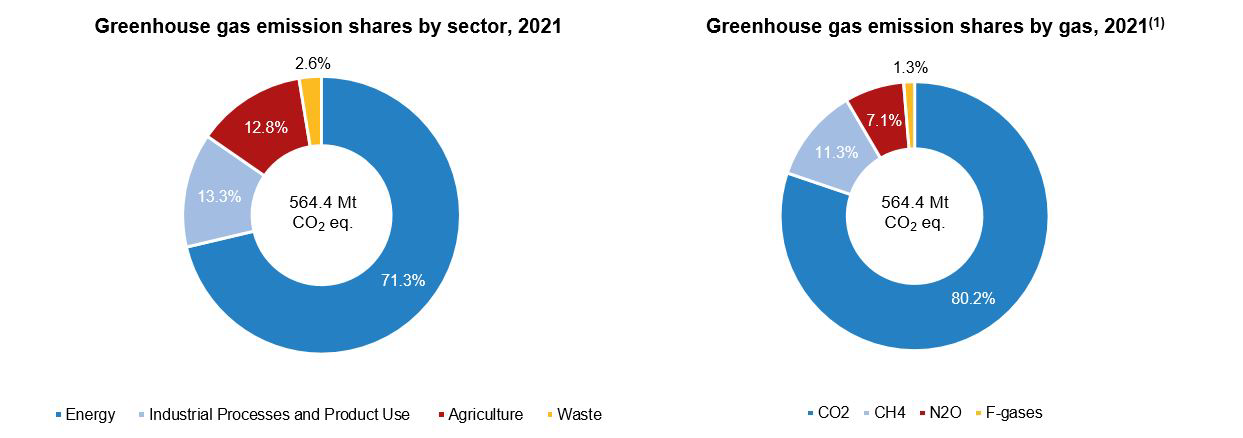 Greenhouse gas emission shares by sector, 2021
2.6%
12.8%
13.3%
564.4 Mt
CO₂ eq.
71.3%
Energy
Industrial Processes and Product Use
Agriculture
Waste
Greenhouse gas emission shares by gas, 2021⁽¹⁾
1.3%
7.1%
11.3%
564.4 Mt
CO₂ eq.
80.2%
CO2
CH4
N2O
F-gases